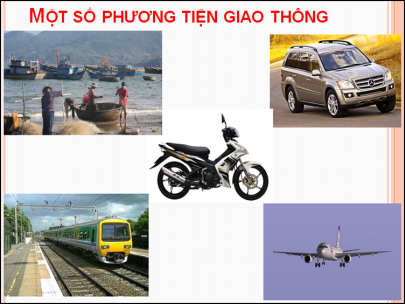 MỘT SỐ PHƯƠNG TIỆN GIAO THÔNG